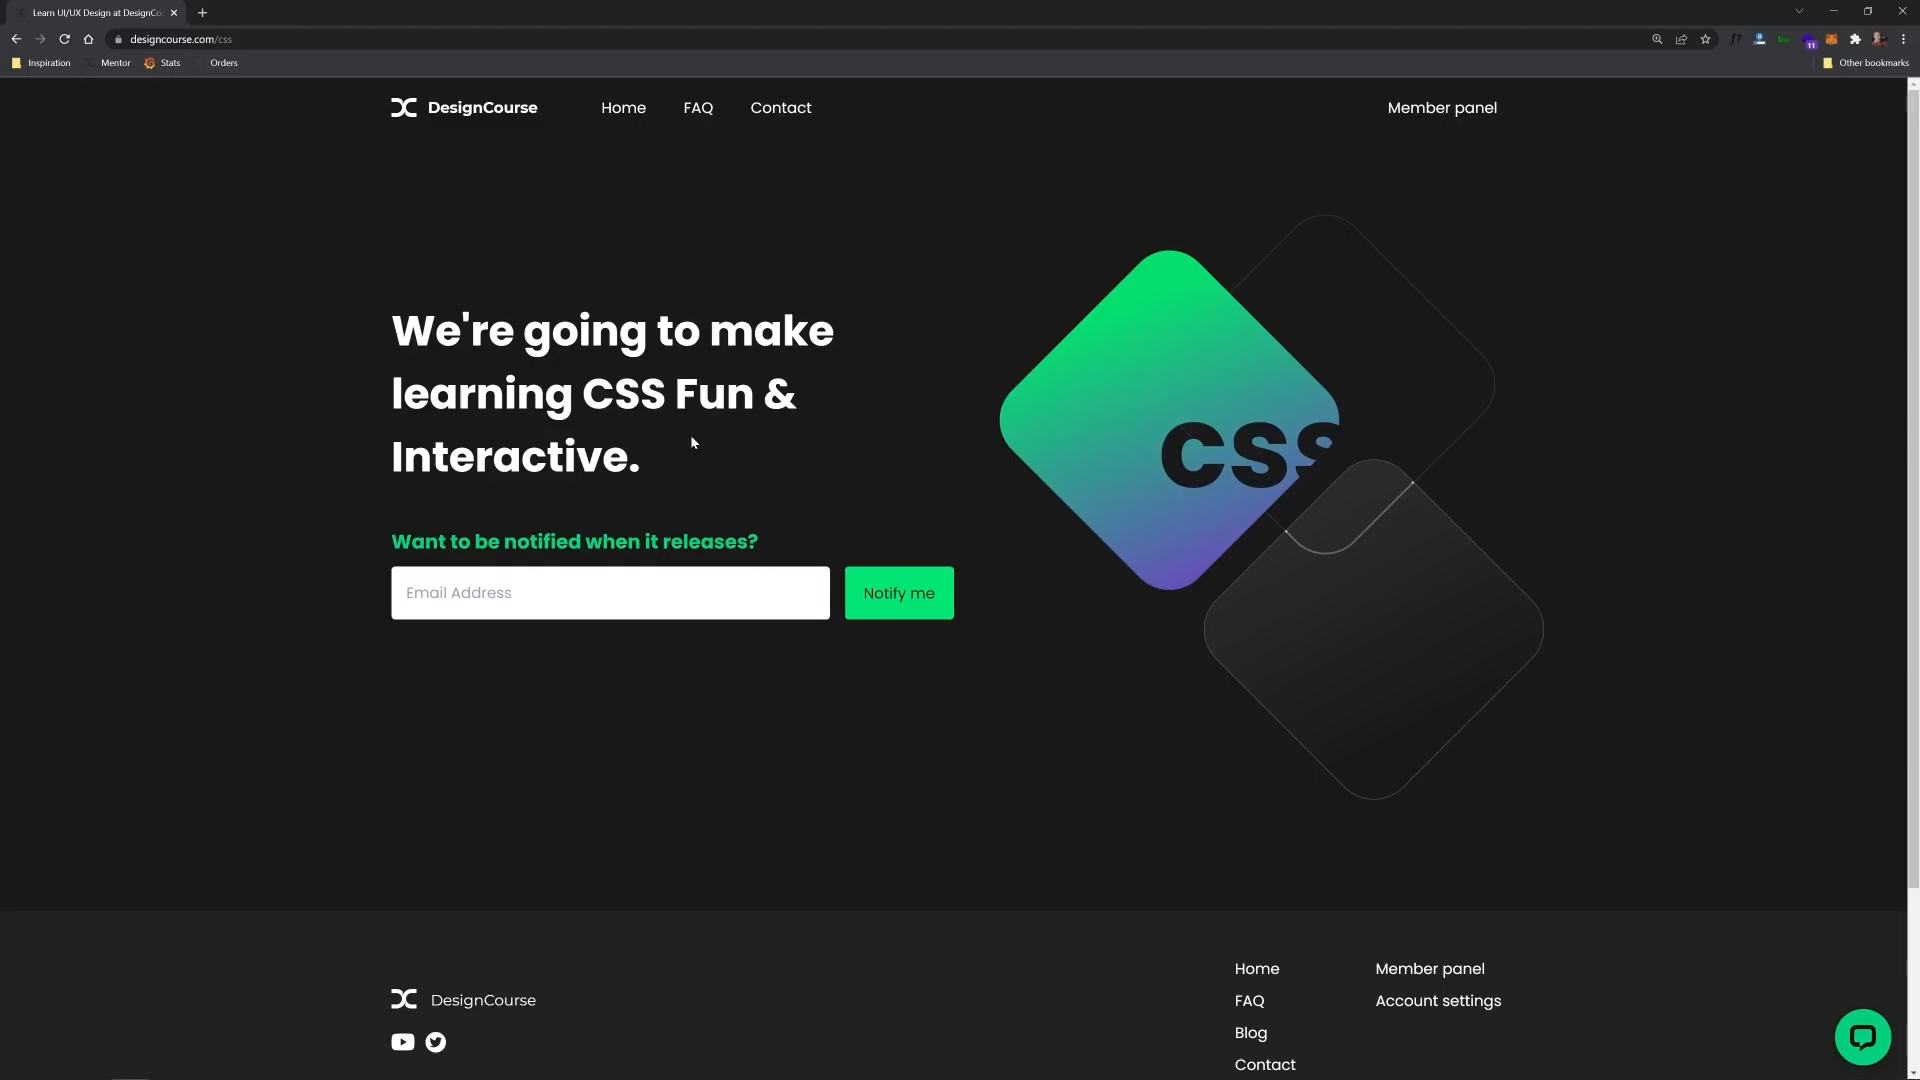 Learn UI/UX Design at DesignCo
designcourse.com/css
11
Inspiration
Mentor
Stats
Orders
Other bookmarks
DesignCourse
Home
FAQ
Contact
Member panel
We're going to make
learning CSS Fun &
Interactive.
css
Want to be notified when it releases?
Email Address
Notify me
Home
Member panel
DesignCourse
FAQ
Account settings
Blog
Contact